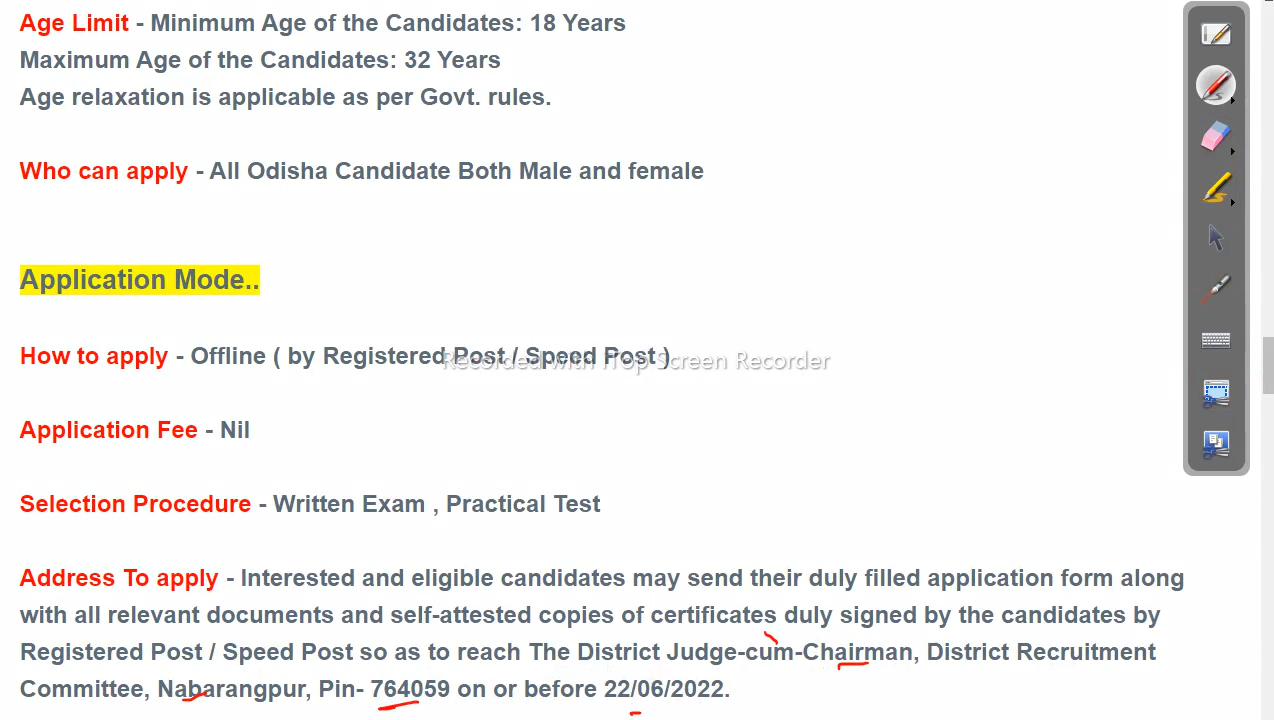 Age Limit - Minimum Age of the Candidates: 18 Years
Maximum Age of the Candidates: 32 Years
Age relaxation is applicable as per Govt. rules.
Who can apply - All Odisha Candidate Both Male and female
Application Mode..
How to apply - Offline ( by Registered Post / Speed Post )
Recorded with iTop Screen Recorder
Application Fee - Nil
Selection Procedure - Written Exam , Practical Test
Address To apply - Interested and eligible candidates may send their duly filled application form along
with all relevant documents and self-attested copies of certificates duly signed by the candidates by
Registered Post / Speed Post so as to reach The District Judge-cum-Chairman, District Recruitment
Committee, Nabarangpur, Pin- 764059 on or before 22/06/2022.